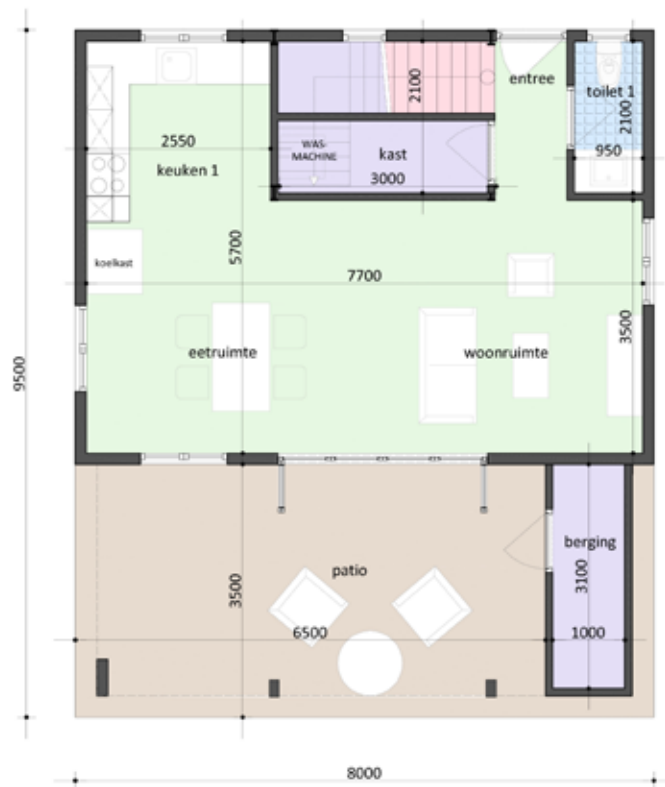 entree
toilet 1
2100
2100
2550
WAS-
MACHINE
kast
950
keuken 1
3000
5700
koelkast
7700
3500
9500
eetruimte
woonruimte
berging
patio
3100
3500
6500
1000
8000